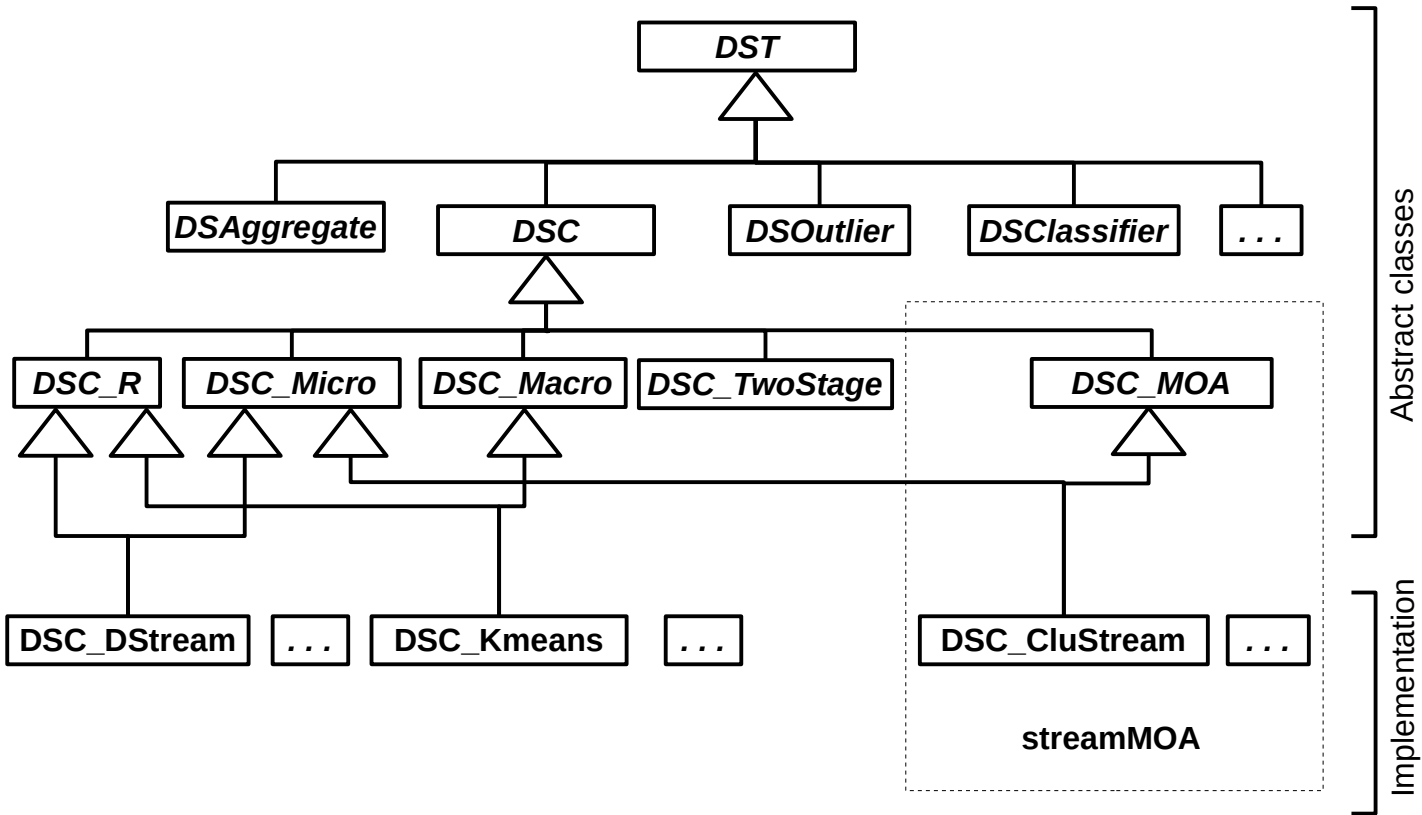 DST
DSAggregate
DSC
DSOutlier
DSClassifier
. . .
DSC_R
DSC_Micro
DSC_Macro
DSC_TwoStage
DSC_MOA
Abstract classes
DSC_DStream
. . .
DSC_Kmeans
. . .
DSC_CluStream
. . .
streamMOA
Implementation